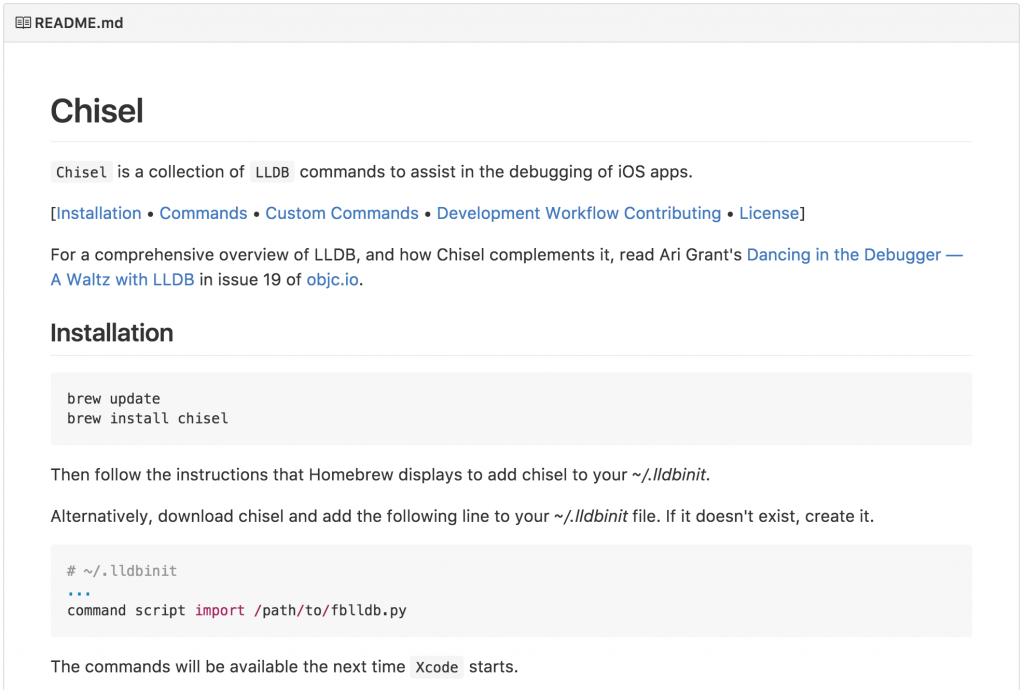 README.md
Chisel
Chisel is a collection of LLDB commands to assist in the debugging of iOS apps.
[Installation • Commands • Custom Commands • Development Workflow Contributing • License]
For a comprehensive overview of LLDB, and how Chisel complements it, read Ari Grant's Dancing in the Debugger —
A Waltz with LLDB in issue 19 of objc.io.
Installation
brew update
brew install chisel
Then follow the instructions that Homebrew displays to add chisel to your ~/.lldbinit.
Alternatively, download chisel and add the following line to your ~/.lldbinit file. If it doesn't exist, create it.
# ~/.lldbinit
...
command script import /path/to/fblldb.py
The commands will be available the next time Xcode starts.